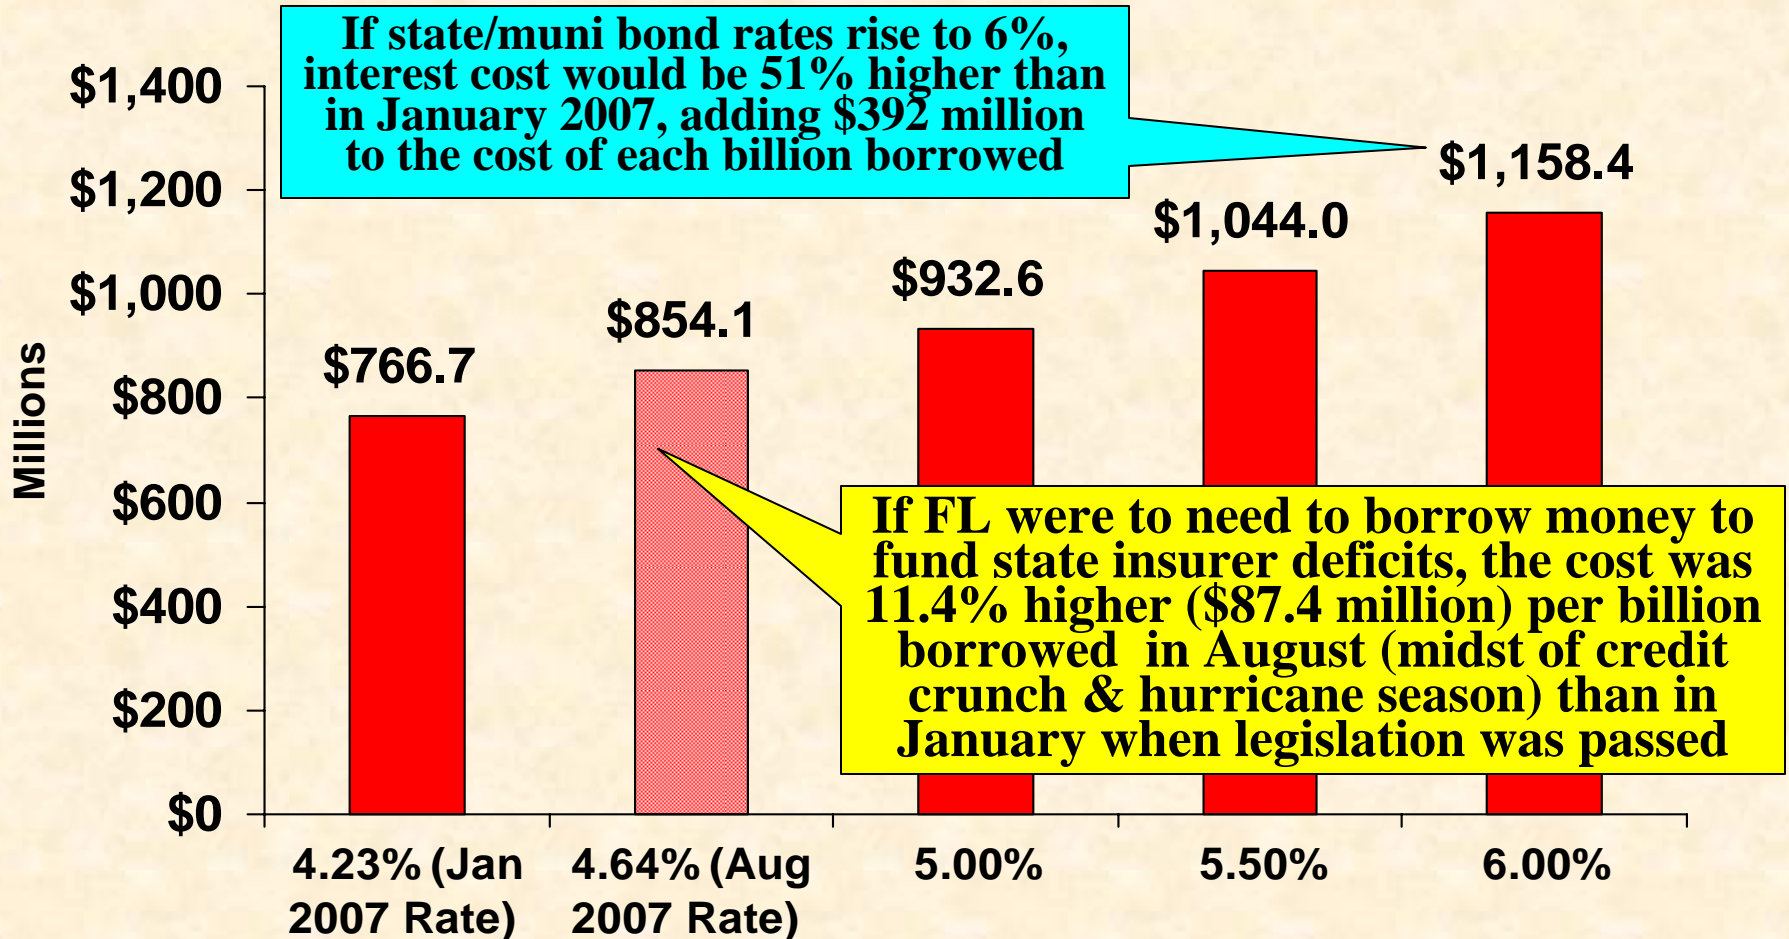 If state/muni bond rates rise to 6%,
interest cost would be 51% higher than
in January 2007, adding $392 million
to the cost of each billion borrowed
Millions
$1,400
$1,200
$1,000
$800
$600
$400
$200
$0
$766.7
$854.1
$932.6
$1,044.0
$1,158.4
If FL were to need to borrow money to
fund state insurer deficits, the cost was
11.4% higher ($87.4 million) per billion
borrowed  in August (midst of credit
crunch & hurricane season) than in
January when legislation was passed
4.23% (Jan
2007 Rate)
4.64% (Aug
2007 Rate)
5.00%
5.50%
6.00%